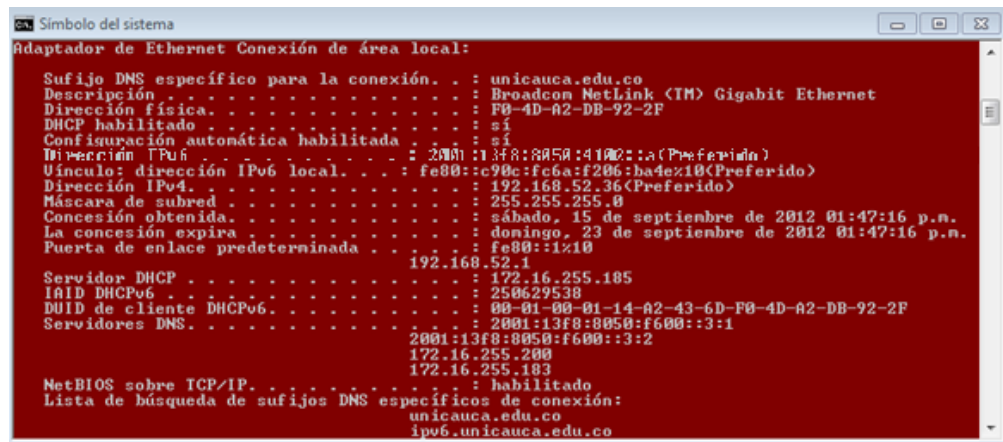 Símbolo del sistema
Adaptador de Ethernet Conexión de área local:
Sufijo DNS específico para la conexión. . : unicauca.edu.co
Descripción . . . . . . . . . . . . . . . : Broadcom NetLink (TM) Gigabit Ethernet
Dirección física. . . . . . . . . . . . . : F0-4D-A2-DB-92-2F
DHCP habilitado . . . . . . . . . . . . . : sí
Configuración automática habilitada . . . : sí
Dirección IPv6 . . . . . . . . . . : 2001:13f8:8050:4102::a(Preferido)
Vínculo: dirección IPv6 local. . . : fe80::c90c:fc6a:f206:ba4e%10(Preferido)
Dirección IPv4. . . . . . . . . . . . . . : 192.168.52.36(Preferido)
Máscara de subred . . . . . . . . . . . . : 255.255.255.0
Concesión obtenida. . . . . . . . . . . . : sábado, 15 de septiembre de 2012 01:47:16 p.m.
La concesión expira . . . . . . . . . . . : domingo, 23 de septiembre de 2012 01:47:16 p.m.
Puerta de enlace predeterminada . . . . . : fe80::1%10
192.168.52.1
Servidor DHCP . . . . . . . . . . . . . . : 172.16.255.185
IAID DHCPv6 . . . . . . . . . . . . . . . : 250629538
DUID de cliente DHCPv6. . . . . . . . . . : 00-01-00-01-14-A2-43-6D-F0-4D-A2-DB-92-2F
Servidores DNS. . . . . . . . . . . . . . : 2001:13f8:8050:f600::3:1
2001:13f8:8050:f600::3:2
172.16.255.200
172.16.255.183
NetBIOS sobre TCP/IP. . . . . . . . . . . : habilitado
Lista de búsqueda de sufijos DNS específicos de conexión:
unicauca.edu.co
ipv6.unicauca.edu.co